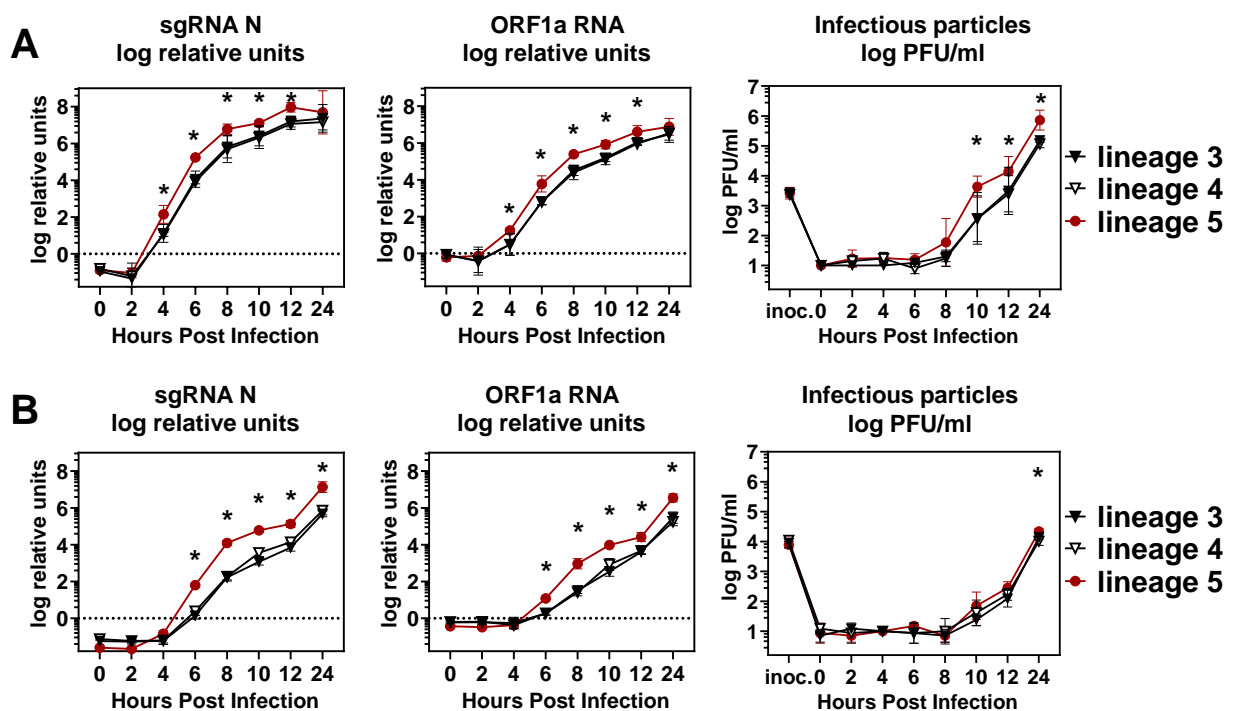 A
sgRNA N
log relative units
ORF1a RNA
log relative units
Infectious particles
log PFU/ml
log relative units
8
6
4
2
0
0 2 4 6 8 10 12 24
Hours Post Infection
* * * * *
log relative units
8
6
4
2
0
0 2 4 6 8 10 12 24
Hours Post Infection
* * * * *
log PFU/ml
7
6
5
4
3
2
1
inoc. 0 2 4 6 8 10 12 24
Hours Post Infection
* * *
lineage 3
lineage 4
lineage 5
B
sgRNA N
log relative units
ORF1a RNA
log relative units
Infectious particles
log PFU/ml
log relative units
8
6
4
2
0
0 2 4 6 8 10 12 24
Hours Post Infection
* * * * *
log relative units
8
6
4
2
0
0 2 4 6 8 10 12 24
Hours Post Infection
* * * * *
log PFU/ml
7
6
5
4
3
2
1
inoc. 0 2 4 6 8 10 12 24
Hours Post Infection
*
lineage 3
lineage 4
lineage 5